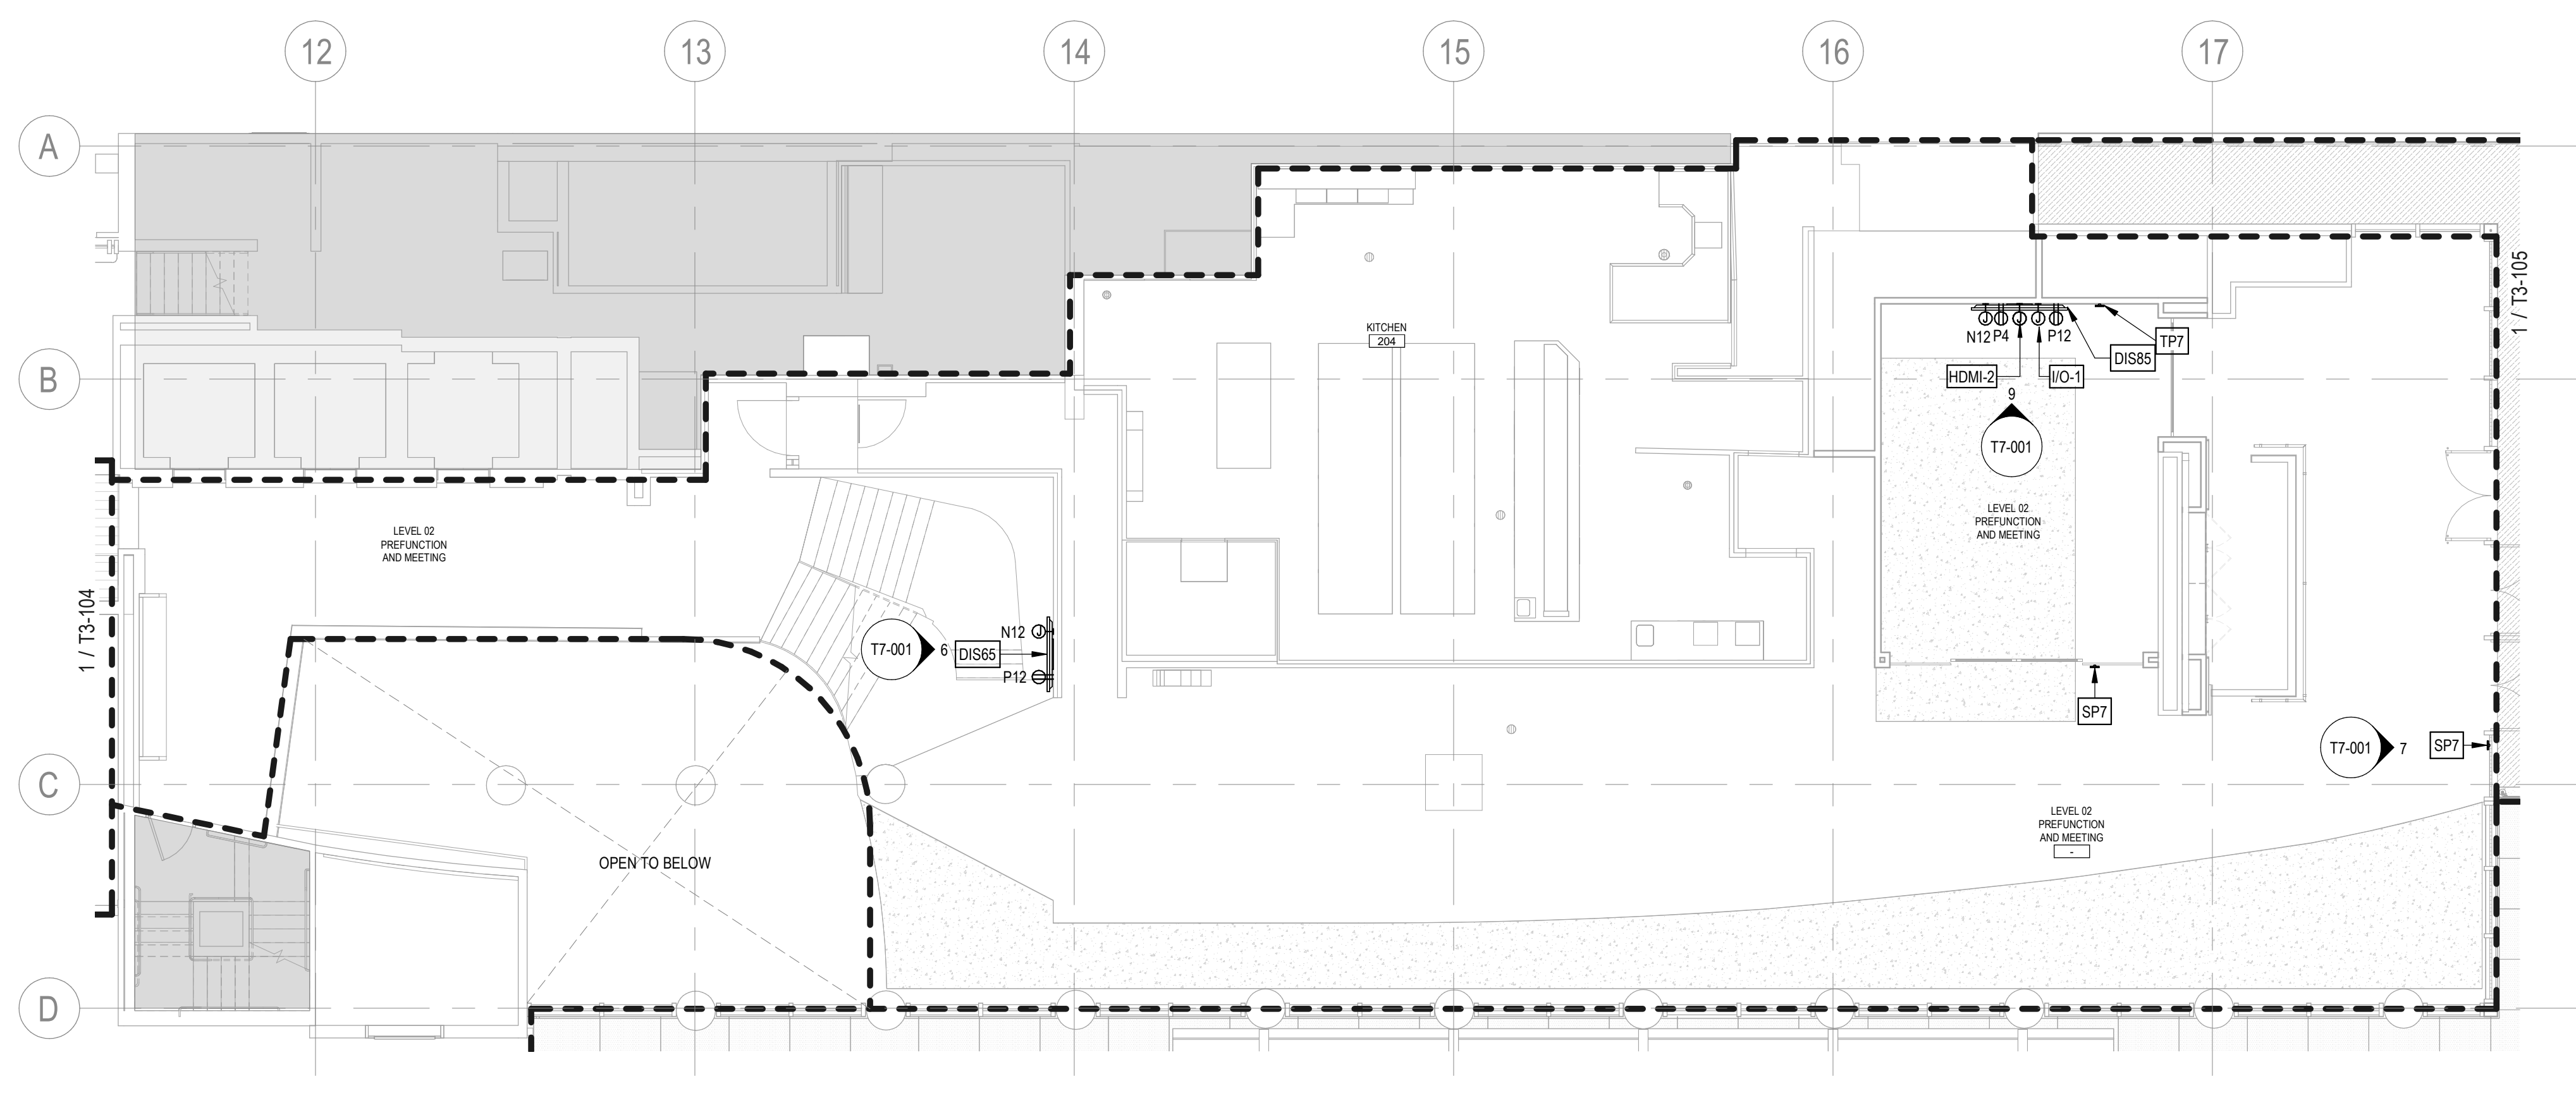 12
13
14
15
16
17
A
B
C
D
1 / T3-104
1 / T3-105
KITCHEN
204
N12
P4
P12
TP7
DIS85
HDMI-2
I/O-1
9
T7-001
LEVEL 02
PREFUNCTION
AND MEETING
LEVEL 02
PREFUNCTION
AND MEETING
N12
T7-001
6
DIS65
P12
SP7
T7-001
7
SP7
LEVEL 02
PREFUNCTION
AND MEETING
-
OPEN TO BELOW
J
J
J
J